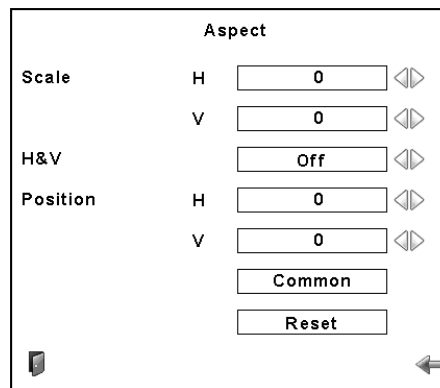 Aspect
Scale H 0
V 0
H&V Off
Position H 0
V 0
Common
Reset